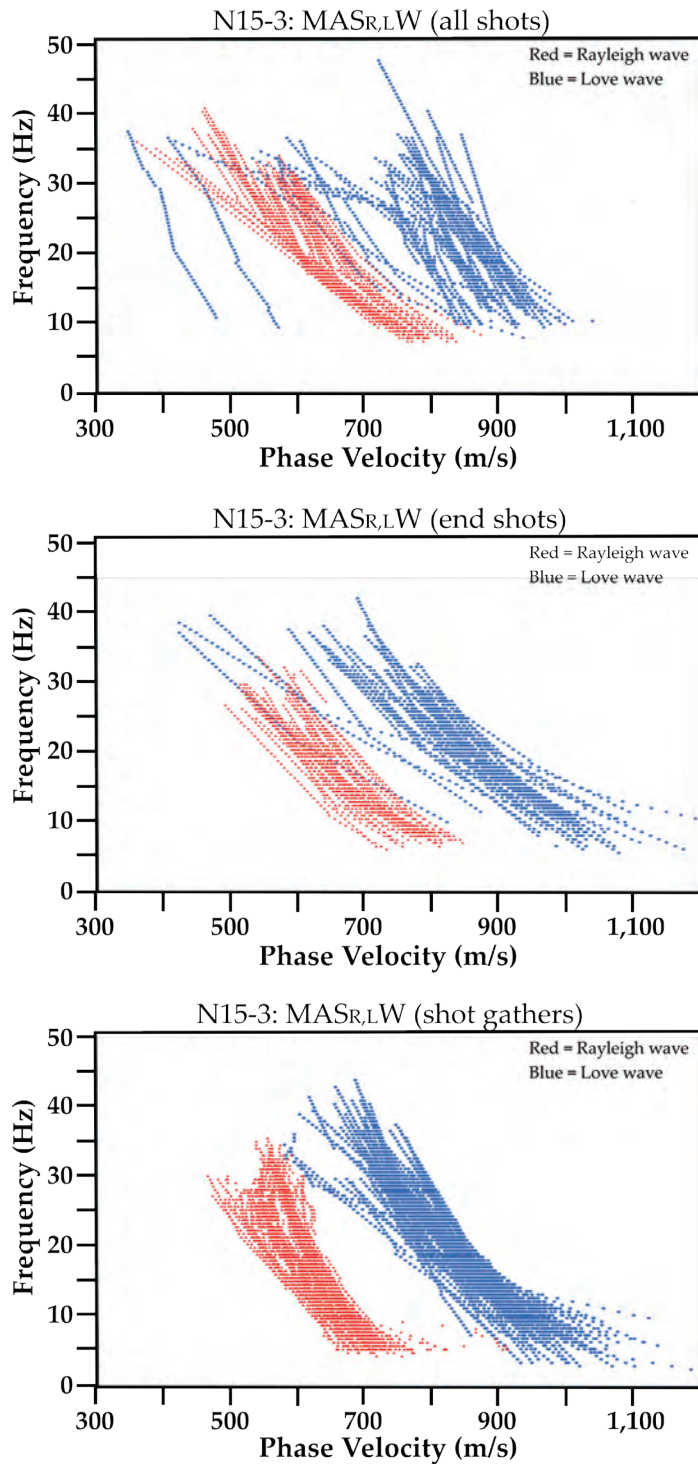 N15-3: MASR,LW (all shots)
Red = Rayleigh wave
Blue = Love wave
50
40
30
20
10
0
Frequency (Hz)
300 500 700 900 1,100
Phase Velocity (m/s)
N15-3: MASR,LW (end shots)
Red = Rayleigh wave
Blue = Love wave
50
40
30
20
10
0
Frequency (Hz)
300 500 700 900 1,100
Phase Velocity (m/s)
N15-3: MASR,LW (shot gathers)
Red = Rayleigh wave
Blue = Love wave
50
40
30
20
10
0
Frequency (Hz)
300 500 700 900 1,100
Phase Velocity (m/s)